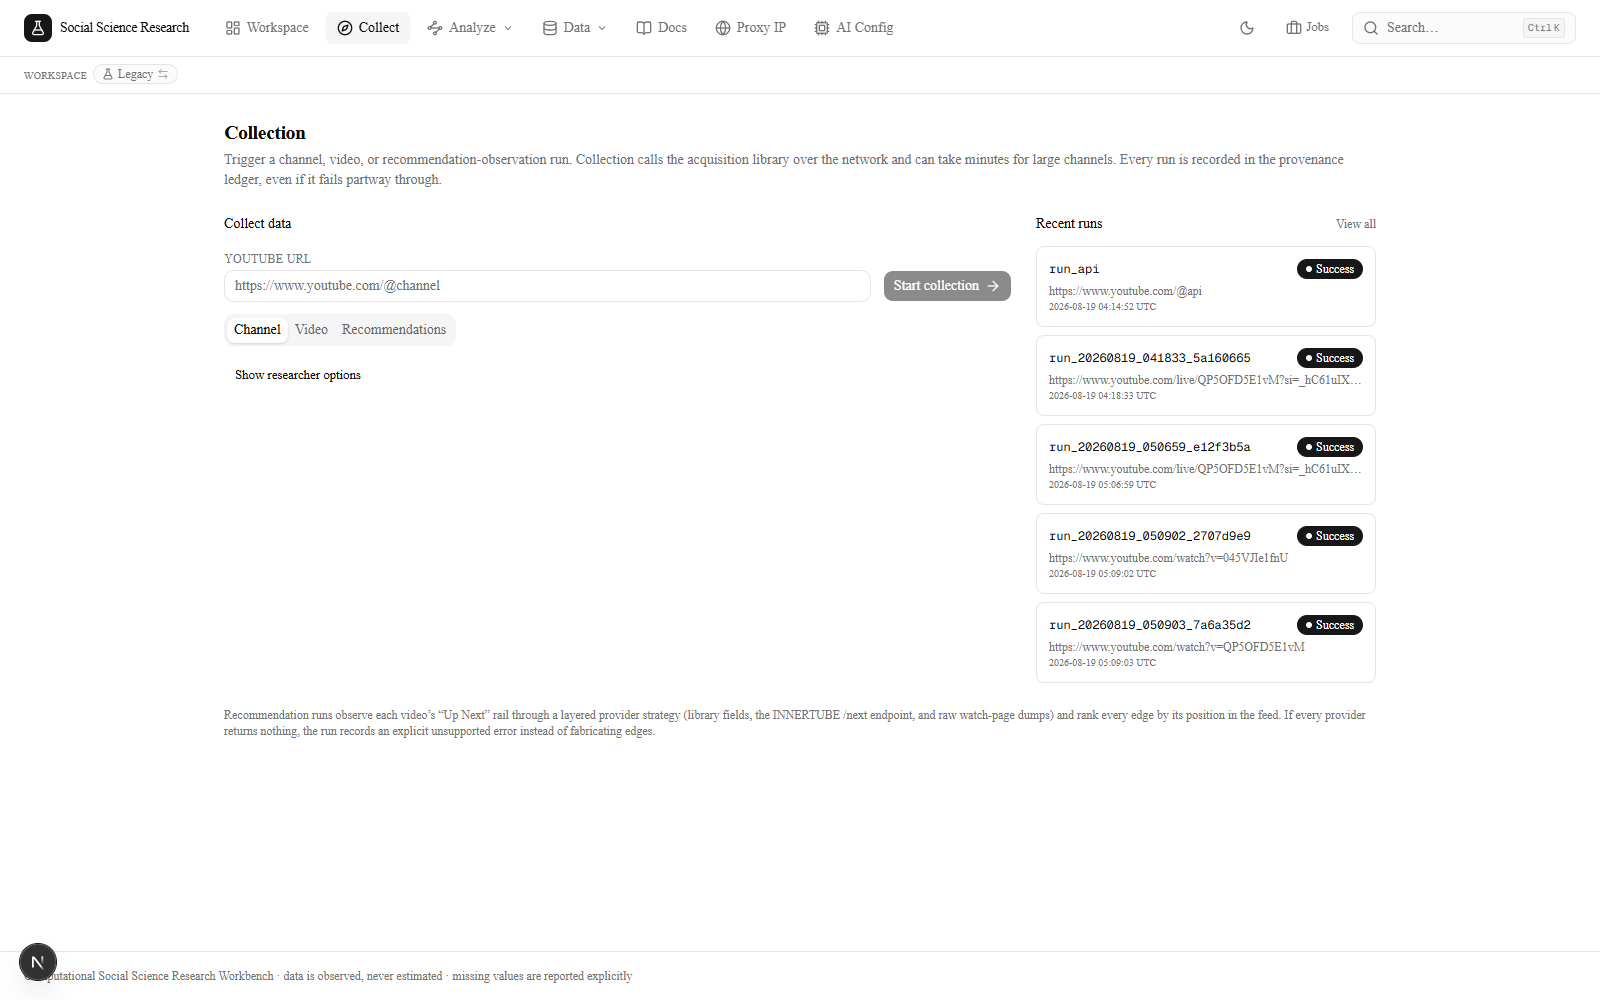 Social Science Research
Workspace
Collect
Analyze
Data
Docs
Proxy IP
AI Config
Jobs
Search...
Ctrl K
WORKSPACE
Legacy
Collection
Trigger a channel, video, or recommendation-observation run. Collection calls the acquisition library over the network and can take minutes for large channels. Every run is recorded in the provenance
ledger, even if it fails partway through.
Collect data
YOUTUBE URL
https://www.youtube.com/@channel
Start collection
Channel
Video
Recommendations
Show researcher options
Recent runs
View all
run_api
Success
https://www.youtube.com/@api
2026-08-19 04:14:52 UTC
run_20260819_041833_5a160665
Success
https://www.youtube.com/live/QP5OFD5E1vM?si=_hC61uIX...
2026-08-19 04:18:33 UTC
run_20260819_050659_e12f3b5a
Success
https://www.youtube.com/live/QP5OFD5E1vM?si=_hC61uIX...
2026-08-19 05:06:59 UTC
run_20260819_050902_2707d9e9
Success
https://www.youtube.com/watch?v=045VJIe1fnU
2026-08-19 05:09:02 UTC
run_20260819_050903_7a6a35d2
Success
https://www.youtube.com/watch?v=QP5OFD5E1vM
2026-08-19 05:09:03 UTC
Recommendation runs observe each video’s “Up Next” rail through a layered provider strategy (library fields, the INNERTUBE /next endpoint, and raw watch-page dumps) and rank every edge by its position in the feed. If every provider
returns nothing, the run records an explicit unsupported error instead of fabricating edges.
N
Social Science Research Workbench · data is observed, never estimated · missing values are reported explicitly